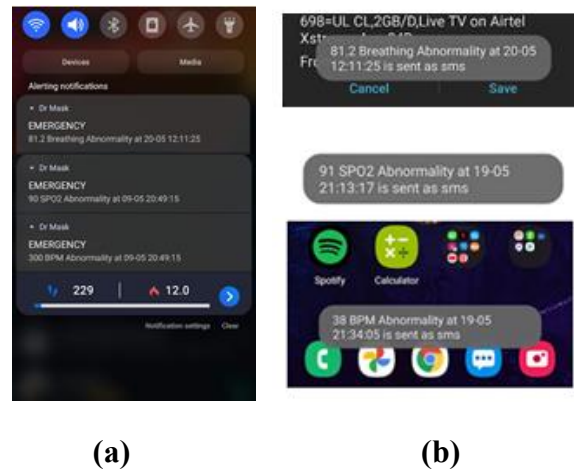 Devices
Media
Alerting notifications
Dr Mask
EMERGENCY
81.2 Breathing Abnormality at 20-05 12:11:25
Dr Mask
EMERGENCY
90 SPO2 Abnormality at 09-05 20:49:15
Dr Mask
EMERGENCY
300 BPM Abnormality at 09-05 20:49:15
229
12.0
Notification settings
Clear
(a)
698=UL CL,2GB/D,Live TV on Airtel
81.2 Breathing Abnormality at 20-05
12:11:25 is sent as sms
Cancel
Save
91 SPO2 Abnormality at 19-05
21:13:17 is sent as sms
Spotify
Calculator
38 BPM Abnormality at 19-05
21:34:05 is sent as sms
(b)